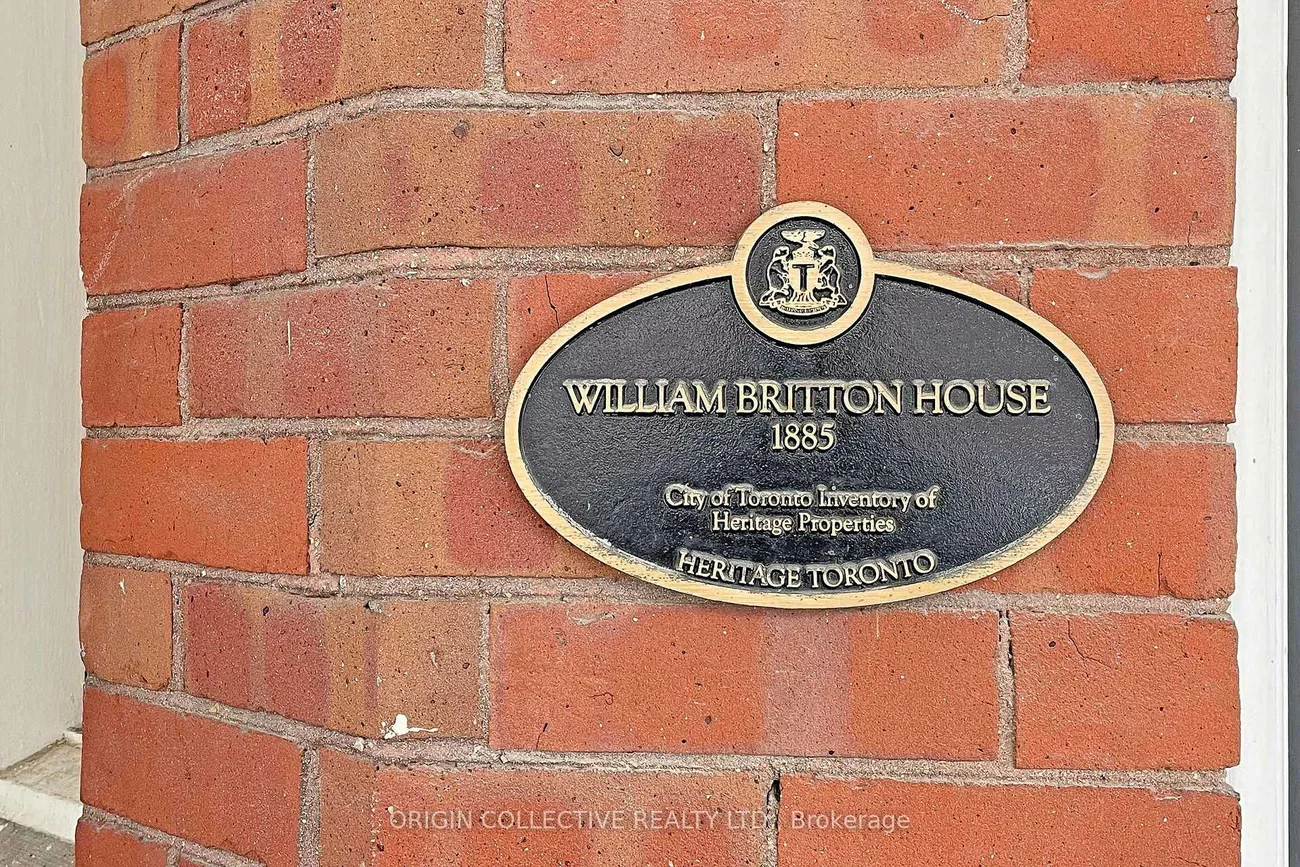 T
WILLIAM BRITTON HOUSE
1885
City of Toronto Inventory of
Heritage Properties
HERITAGE TORONTO
ORIGIN COLLECTIVE REALTY LTD., Brokerage